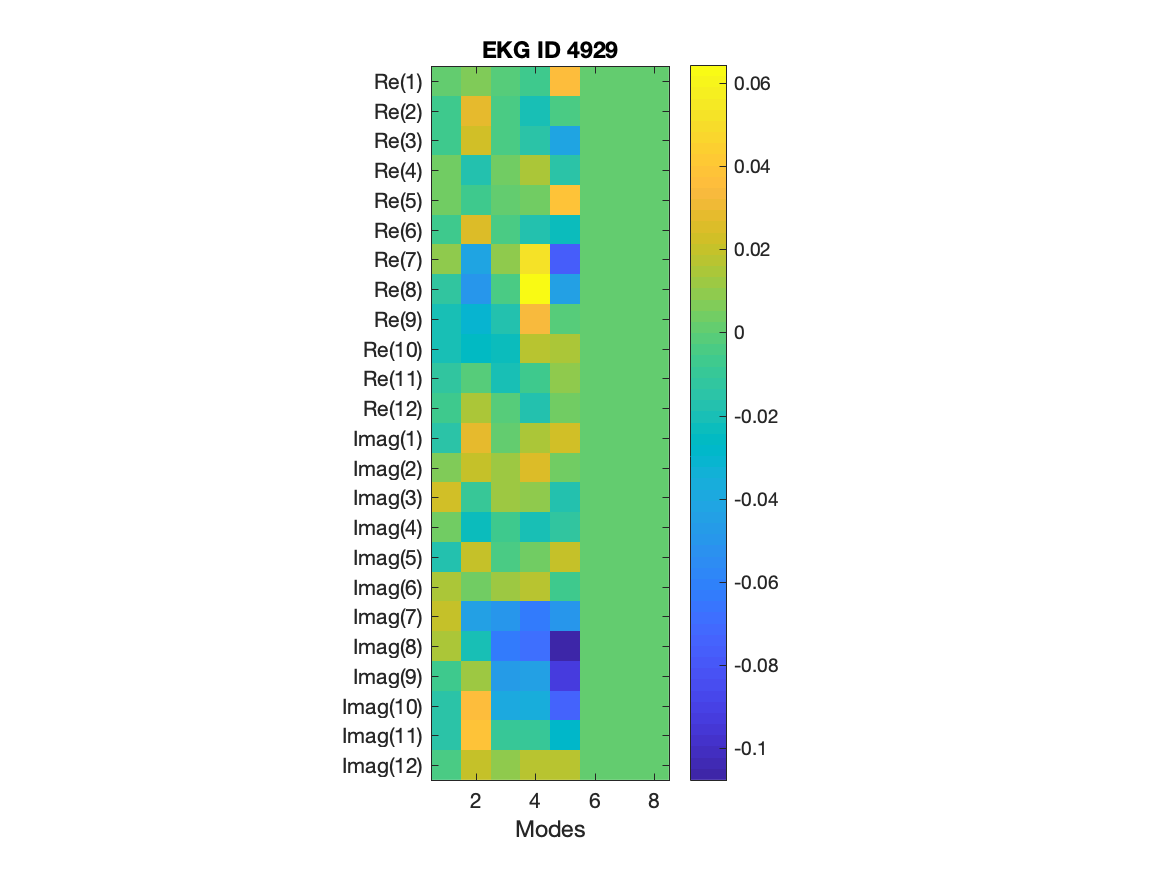 EKG ID 4929
Re(1)
Re(2)
Re(3)
Re(4)
Re(5)
Re(6)
Re(7)
Re(8)
Re(9)
Re(10)
Re(11)
Re(12)
Imag(1)
Imag(2)
Imag(3)
Imag(4)
Imag(5)
Imag(6)
Imag(7)
Imag(8)
Imag(9)
Imag(10)
Imag(11)
Imag(12)
2 4 6 8
Modes
0.06
0.04
0.02
0
-0.02
-0.04
-0.06
-0.08
-0.1